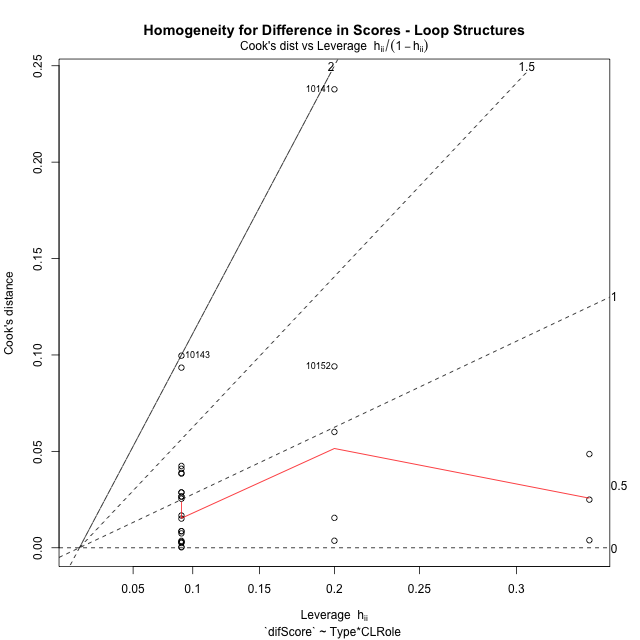 Homogeneity for Difference in Scores - Loop Structures
Cook's dist vs Leverage hᵢᵢ/(1−hᵢᵢ)
2
1.5
10141
1
10143
10152
0.5
0
Cook's distance
0.25
0.20
0.15
0.10
0.05
0.00
0.05 0.1 0.15 0.2 0.25 0.3
Leverage hᵢᵢ
`difScore` ~ Type*CLRole